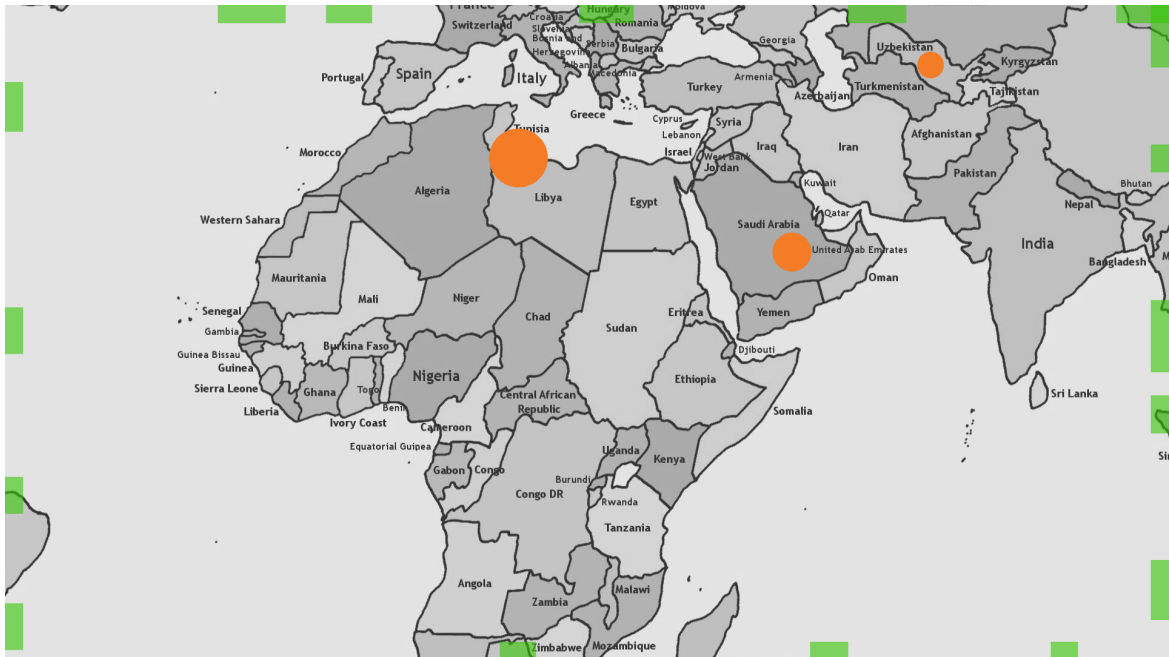 France
Switzerland
Croatia
Slovenia
Bosnia and
Herzegovina
Hungary
Romania
Moldova
Serbia
Bulgaria
Albania
Macedonia
Georgia
Uzbekistan
Kyrgyzstan
Portugal
Spain
Italy
Greece
Turkey
Armenia
Azerbaijan
Turkmenistan
Tajikistan
Tunisia
Cyprus
Syria
Lebanon
Israel
West Bank
Jordan
Iraq
Iran
Afghanistan
Morocco
Algeria
Libya
Egypt
Kuwait
Pakistan
Nepal
Bhutan
Western Sahara
Saudi Arabia
Qatar
United Arab Emirates
Oman
India
Bangladesh
M
Mauritania
Mali
Niger
Chad
Sudan
Eritrea
Yemen
Senegal
Gambia
Guinea Bissau
Guinea
Burkina Faso
Djibouti
Sierra Leone
Liberia
Ghana
Togo
Benin
Ivory Coast
Nigeria
Central African
Republic
Ethiopia
Somalia
Sri Lanka
Cameroon
Equatorial Guinea
Gabon
Congo
Uganda
Kenya
Sin
Burundi
Congo DR
Rwanda
Tanzania
Angola
Zambia
Malawi
Zimbabwe
Mozambique